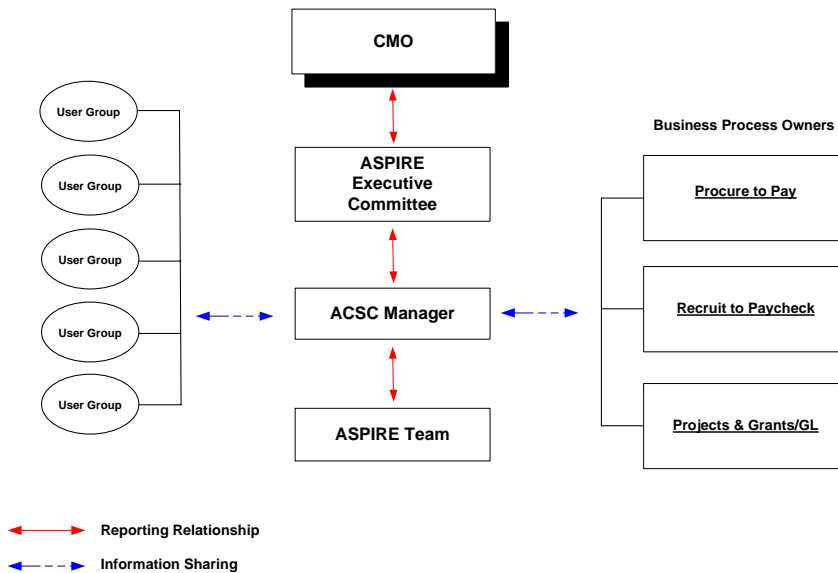 CMO
User Group
Business Process Owners
ASPIRE
Executive
Committee
User Group
Procure to Pay
User Group
ACSC Manager
Recruit to Paycheck
User Group
User Group
ASPIRE Team
Projects & Grants/GL
Reporting Relationship
Information Sharing